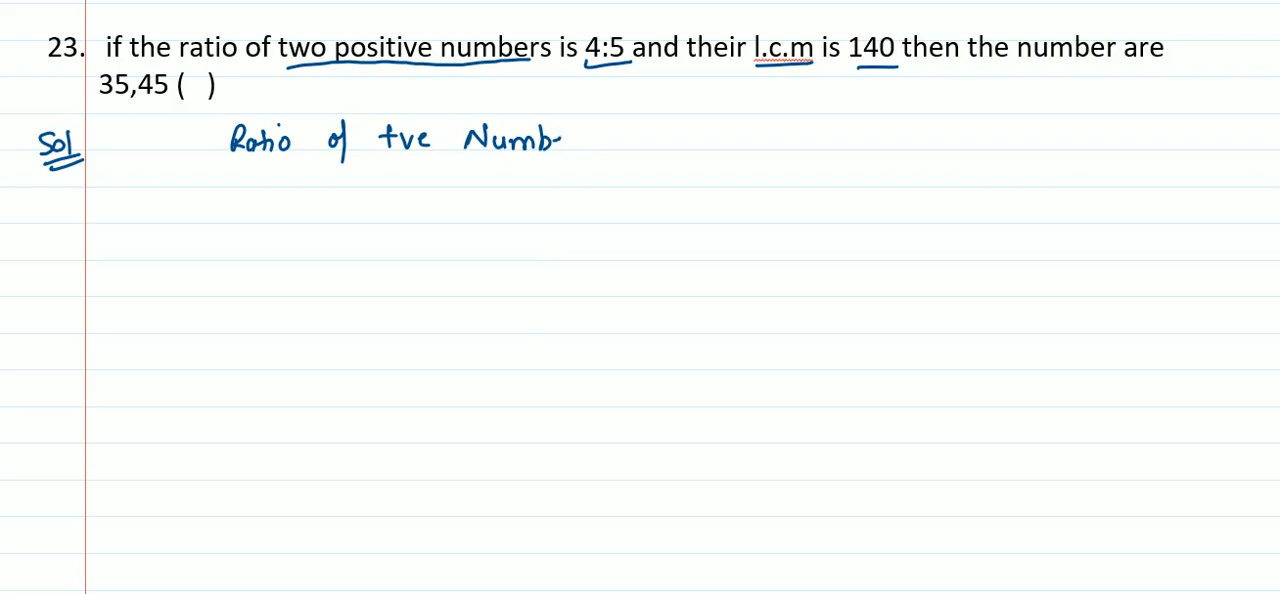 23. if the ratio of two positive numbers is 4:5 and their l.c.m is 140 then the number are
35,45 ( )
Sol Ratio of +ve Numb